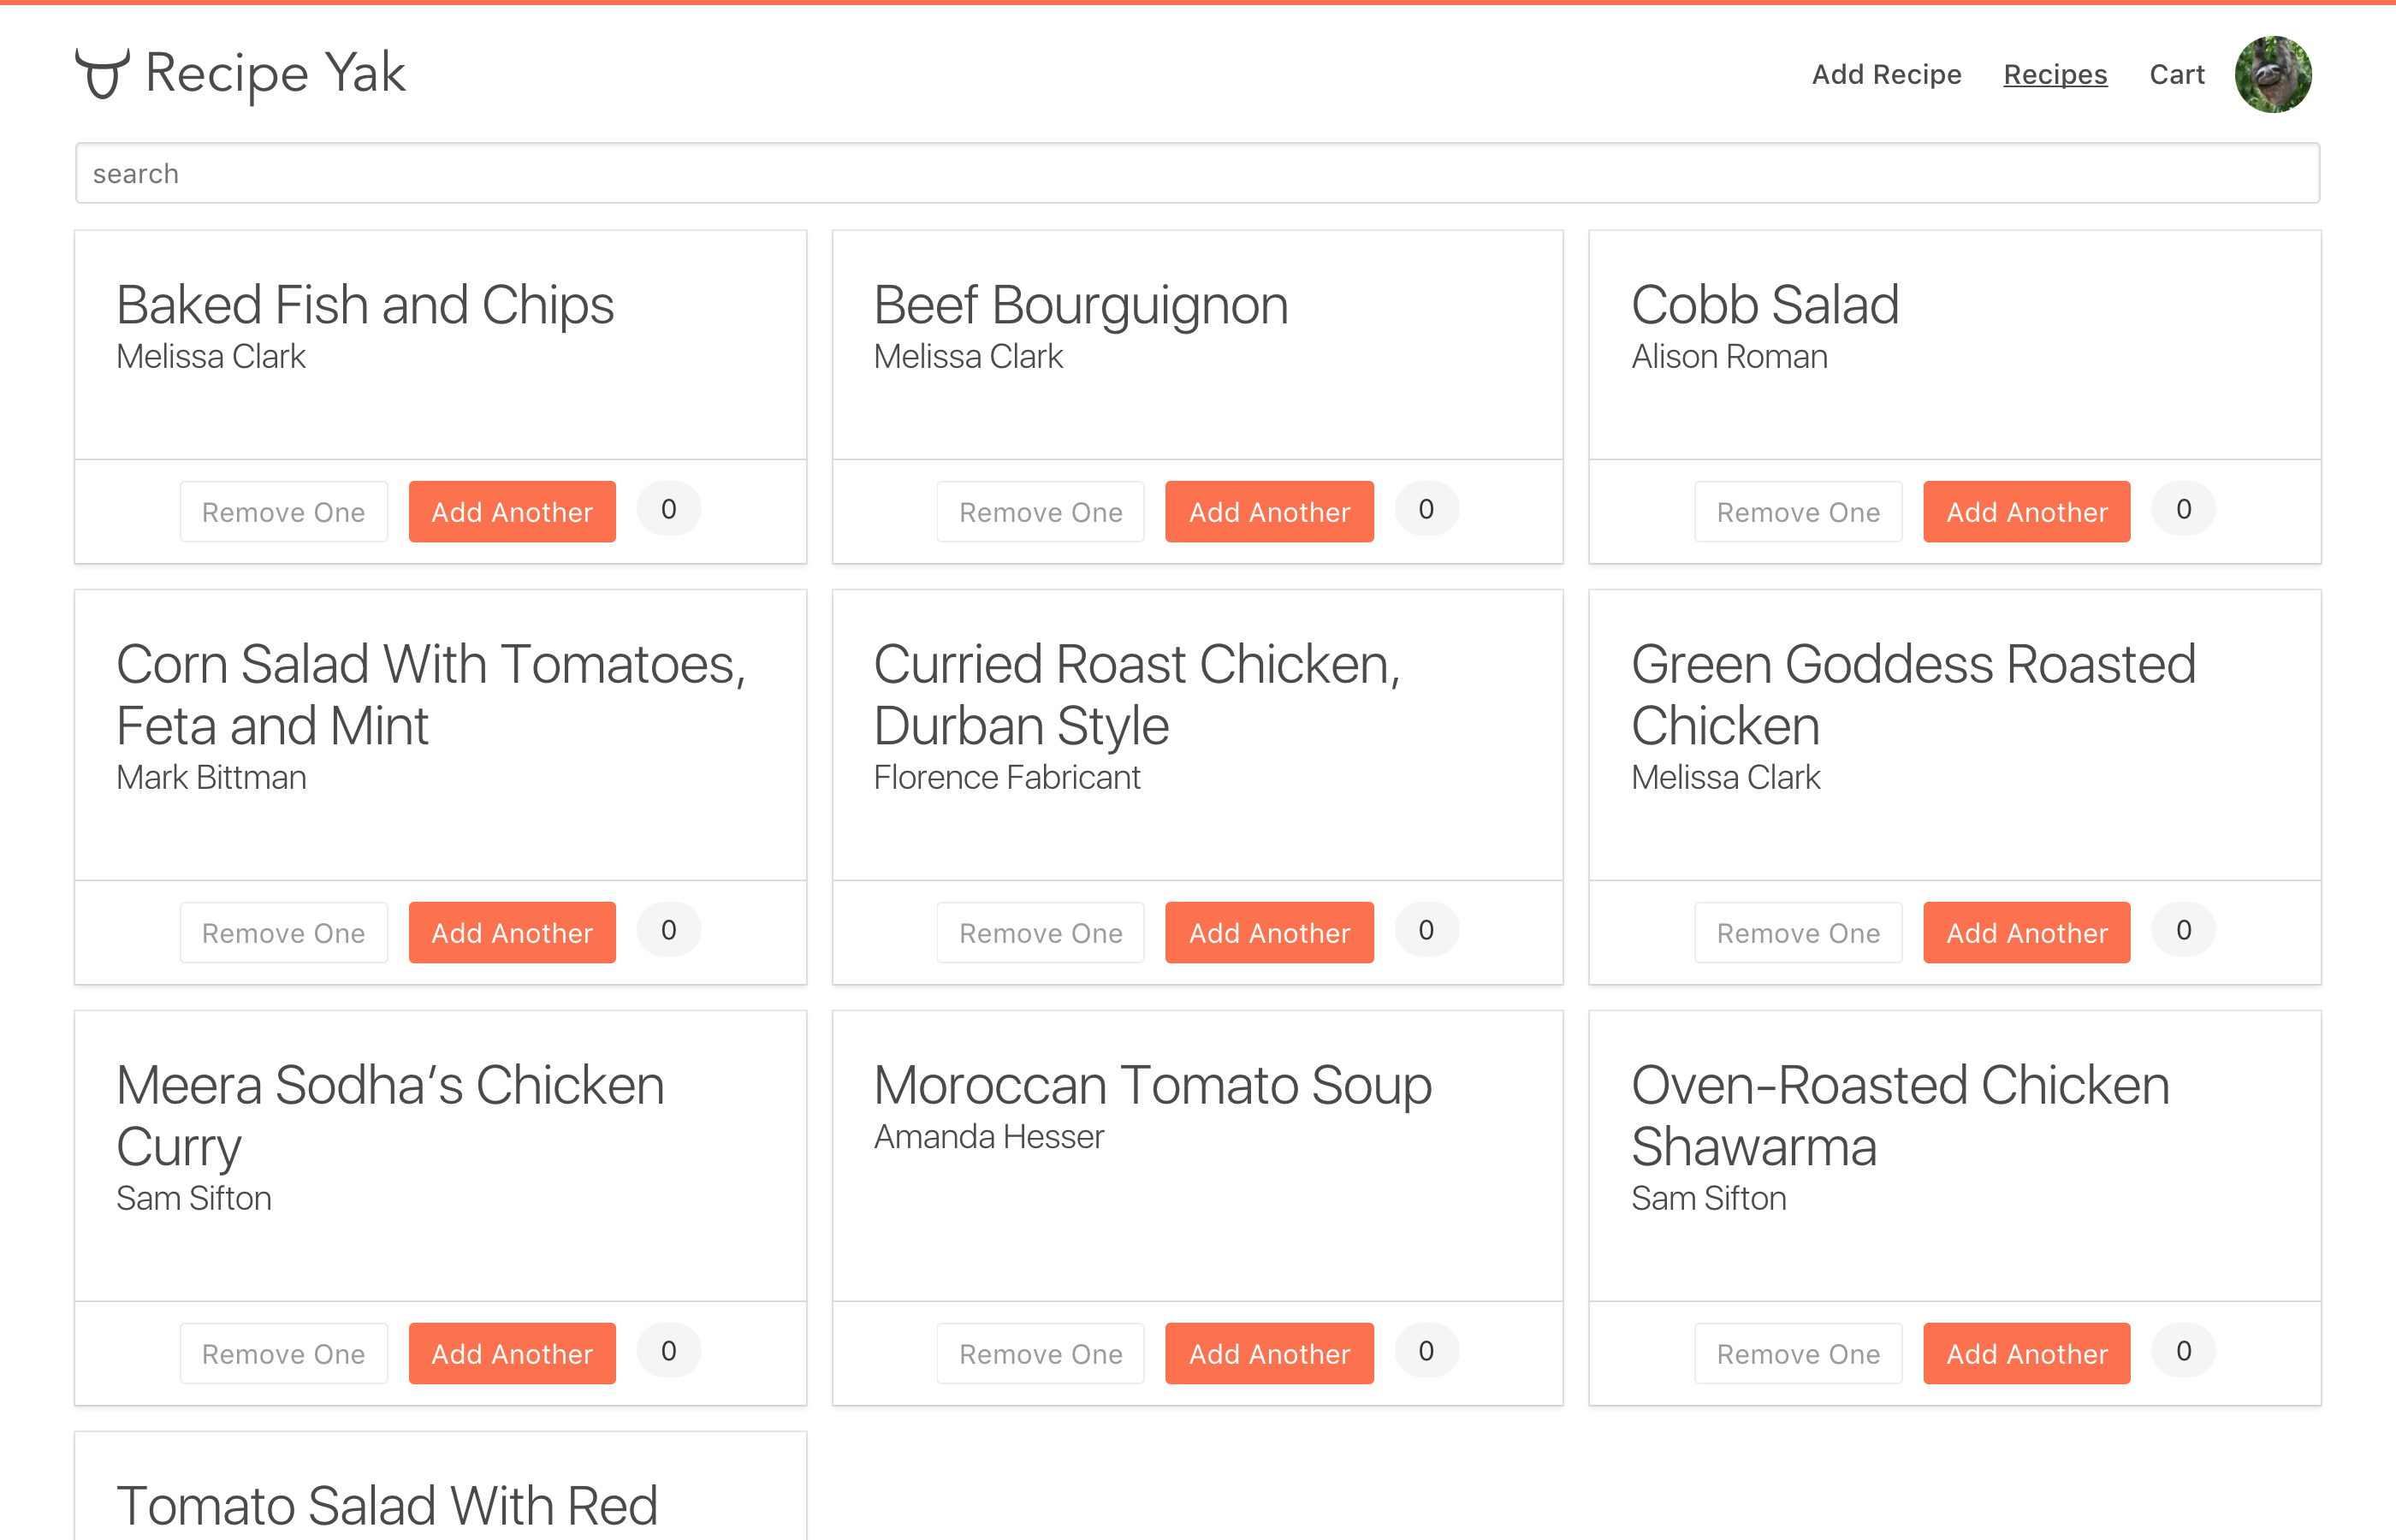 Recipe Yak
Add Recipe
Recipes
Cart
search
Baked Fish and Chips
Melissa Clark
Remove One
Add Another
0
Beef Bourguignon
Melissa Clark
Remove One
Add Another
0
Cobb Salad
Alison Roman
Remove One
Add Another
0
Corn Salad With Tomatoes,
Feta and Mint
Mark Bittman
Remove One
Add Another
0
Curried Roast Chicken,
Durban Style
Florence Fabricant
Remove One
Add Another
0
Green Goddess Roasted
Chicken
Melissa Clark
Remove One
Add Another
0
Meera Sodha’s Chicken
Curry
Sam Sifton
Remove One
Add Another
0
Moroccan Tomato Soup
Amanda Hesser
Remove One
Add Another
0
Oven-Roasted Chicken
Shawarma
Sam Sifton
Remove One
Add Another
0
Tomato Salad With Red